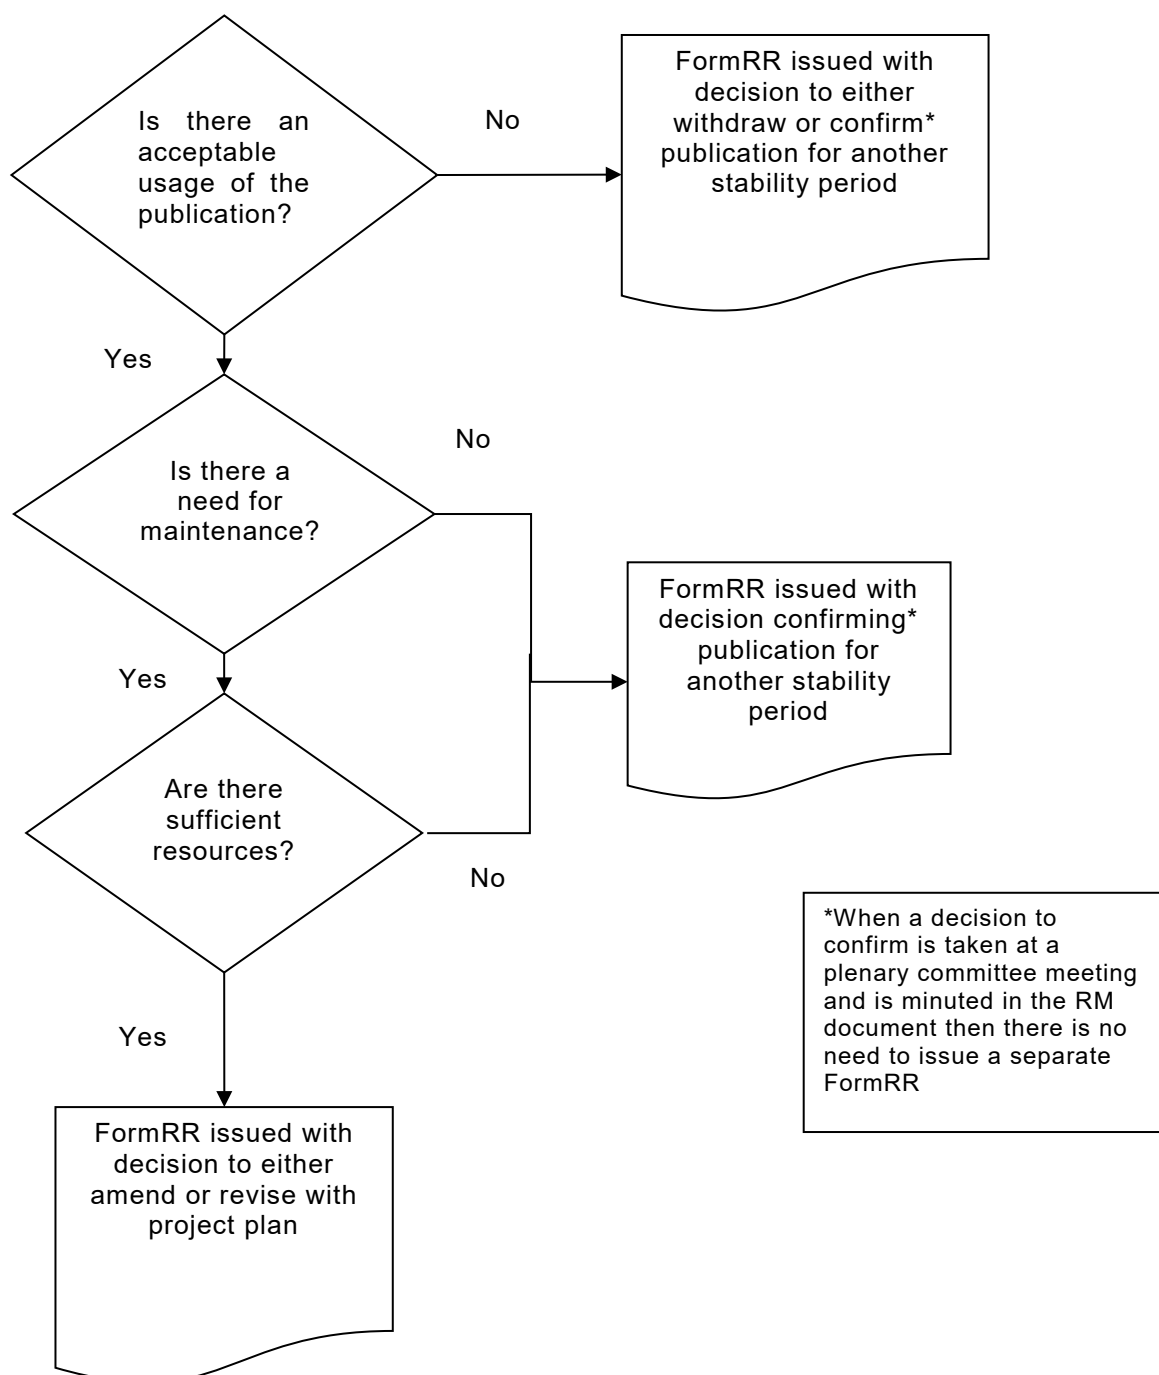 Is there an
acceptable
usage of the
publication?
No
FormRR issued with
decision to either
withdraw or confirm*
publication for another
stability period
Yes
Is there a
need for
maintenance?
No
FormRR issued with
decision confirming*
publication for
another stability
period
Yes
Are there
sufficient
resources?
No
*When a decision to
confirm is taken at a
plenary committee meeting
and is minuted in the RM
document then there is no
need to issue a separate
FormRR
Yes
FormRR issued with
decision to either
amend or revise with
project plan